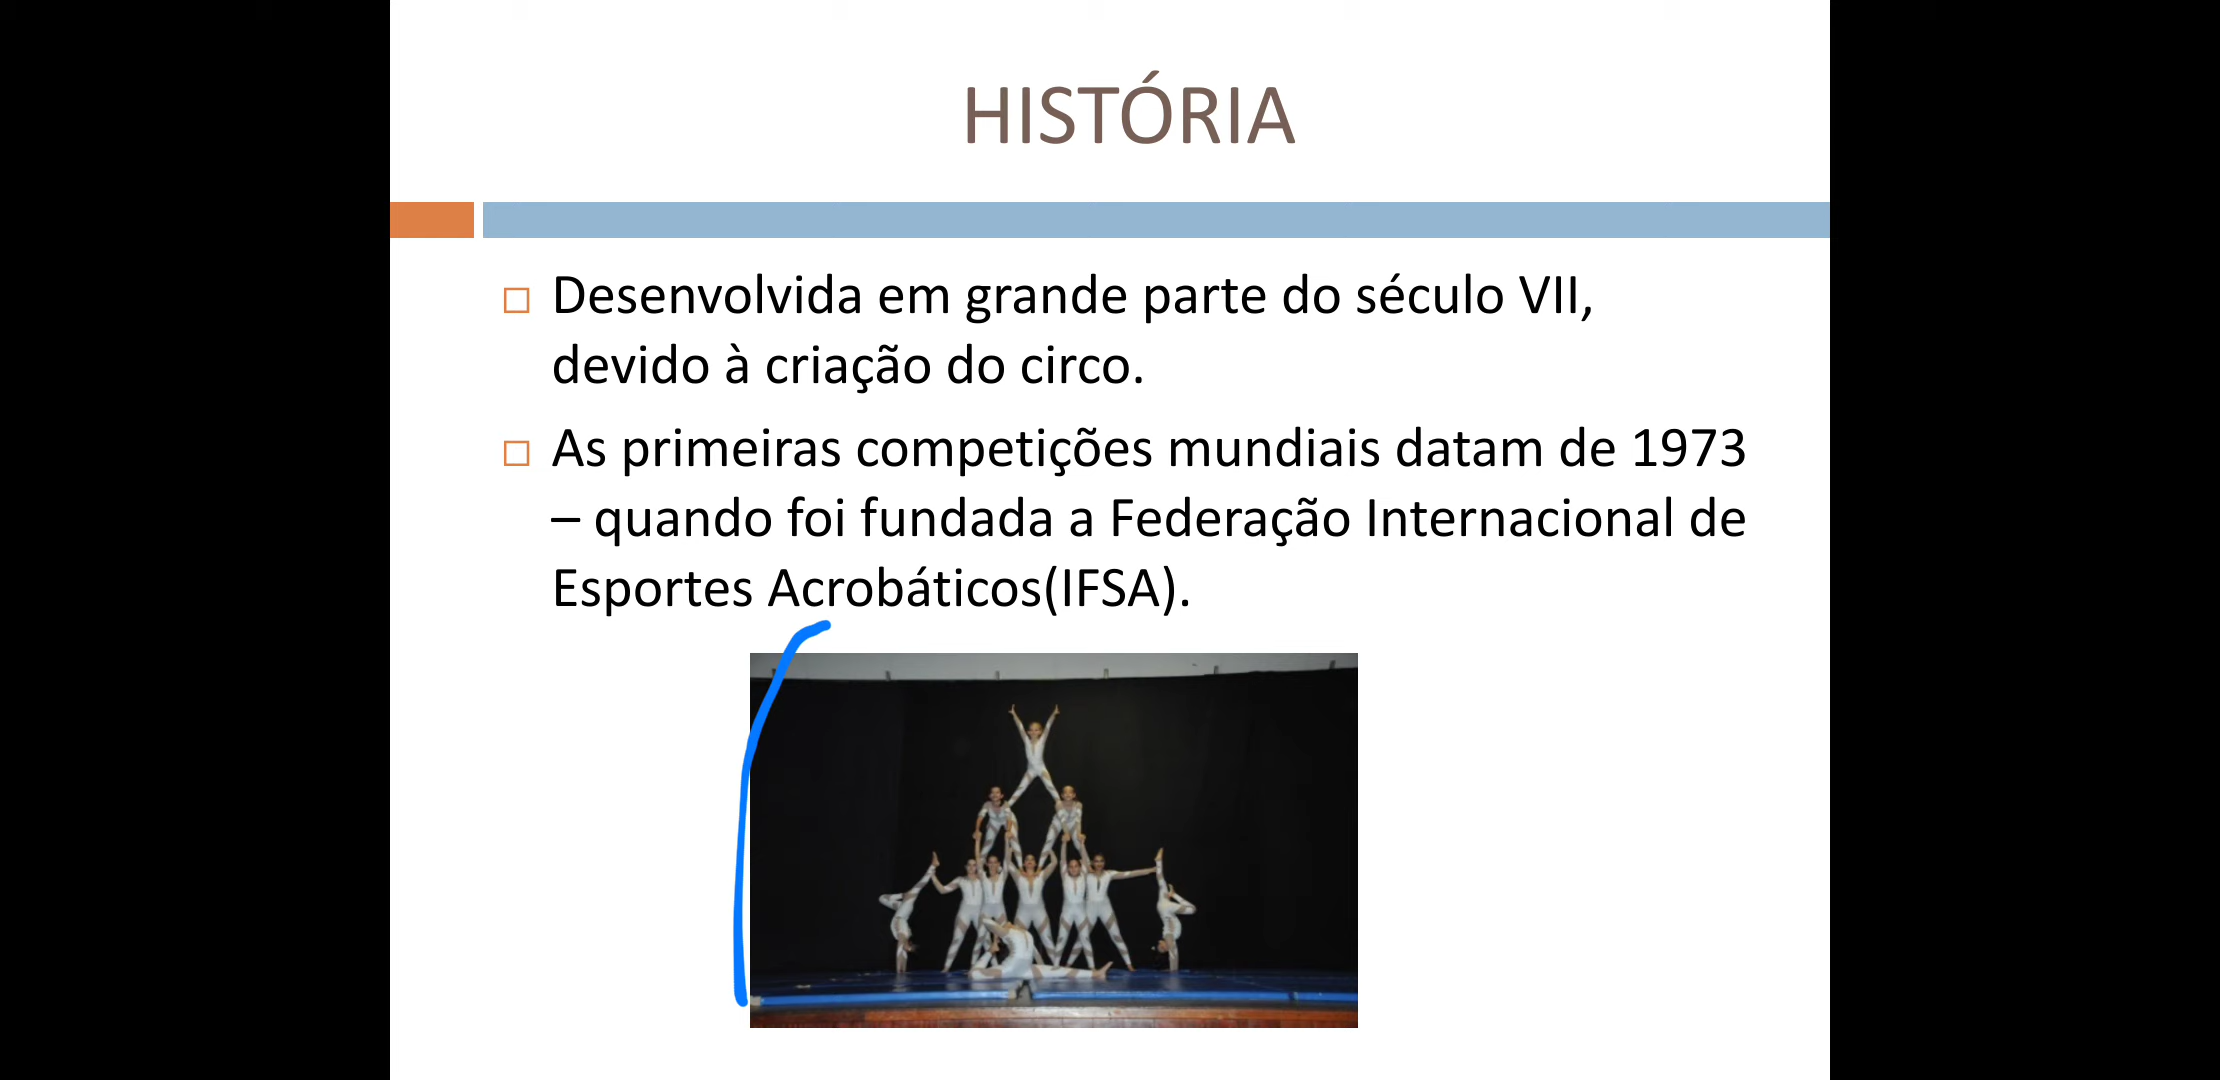 HISTÓRIA
Desenvolvida em grande parte do século VII,
devido à criação do circo.
As primeiras competições mundiais datam de 1973
– quando foi fundada a Federação Internacional de
Esportes Acrobáticos(IFSA).